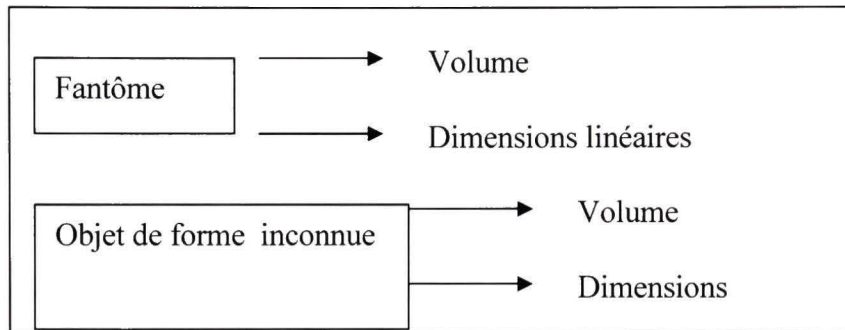 Fantôme
Volume
Dimensions linéaires
Objet de forme inconnue
Volume
Dimensions